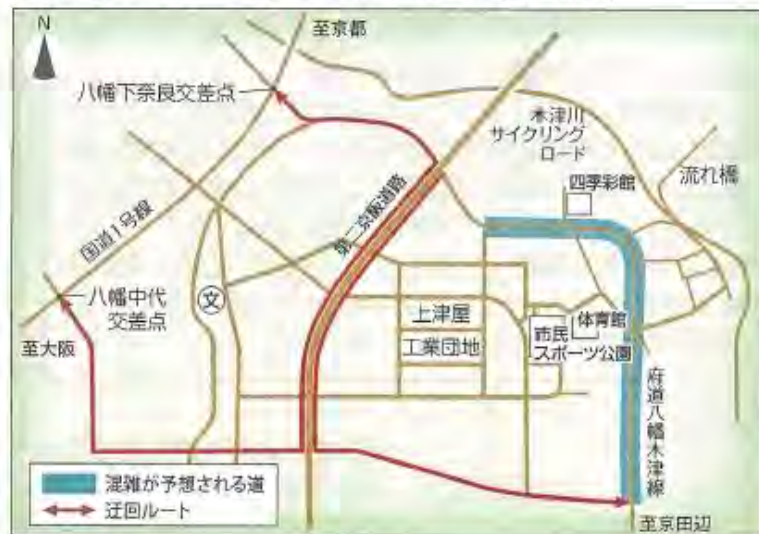 N
至京都
八幡下奈良交差点
木津川
サイクリング
ロード
四季彩館
流れ橋
国道1号線
第二京阪道路
八幡中代
交差点
文
至大阪
上津屋
工業団地
体育館
市民
スポーツ公園
府道八幡木津線
混雑が予想される道
迂回ルート
至京田辺